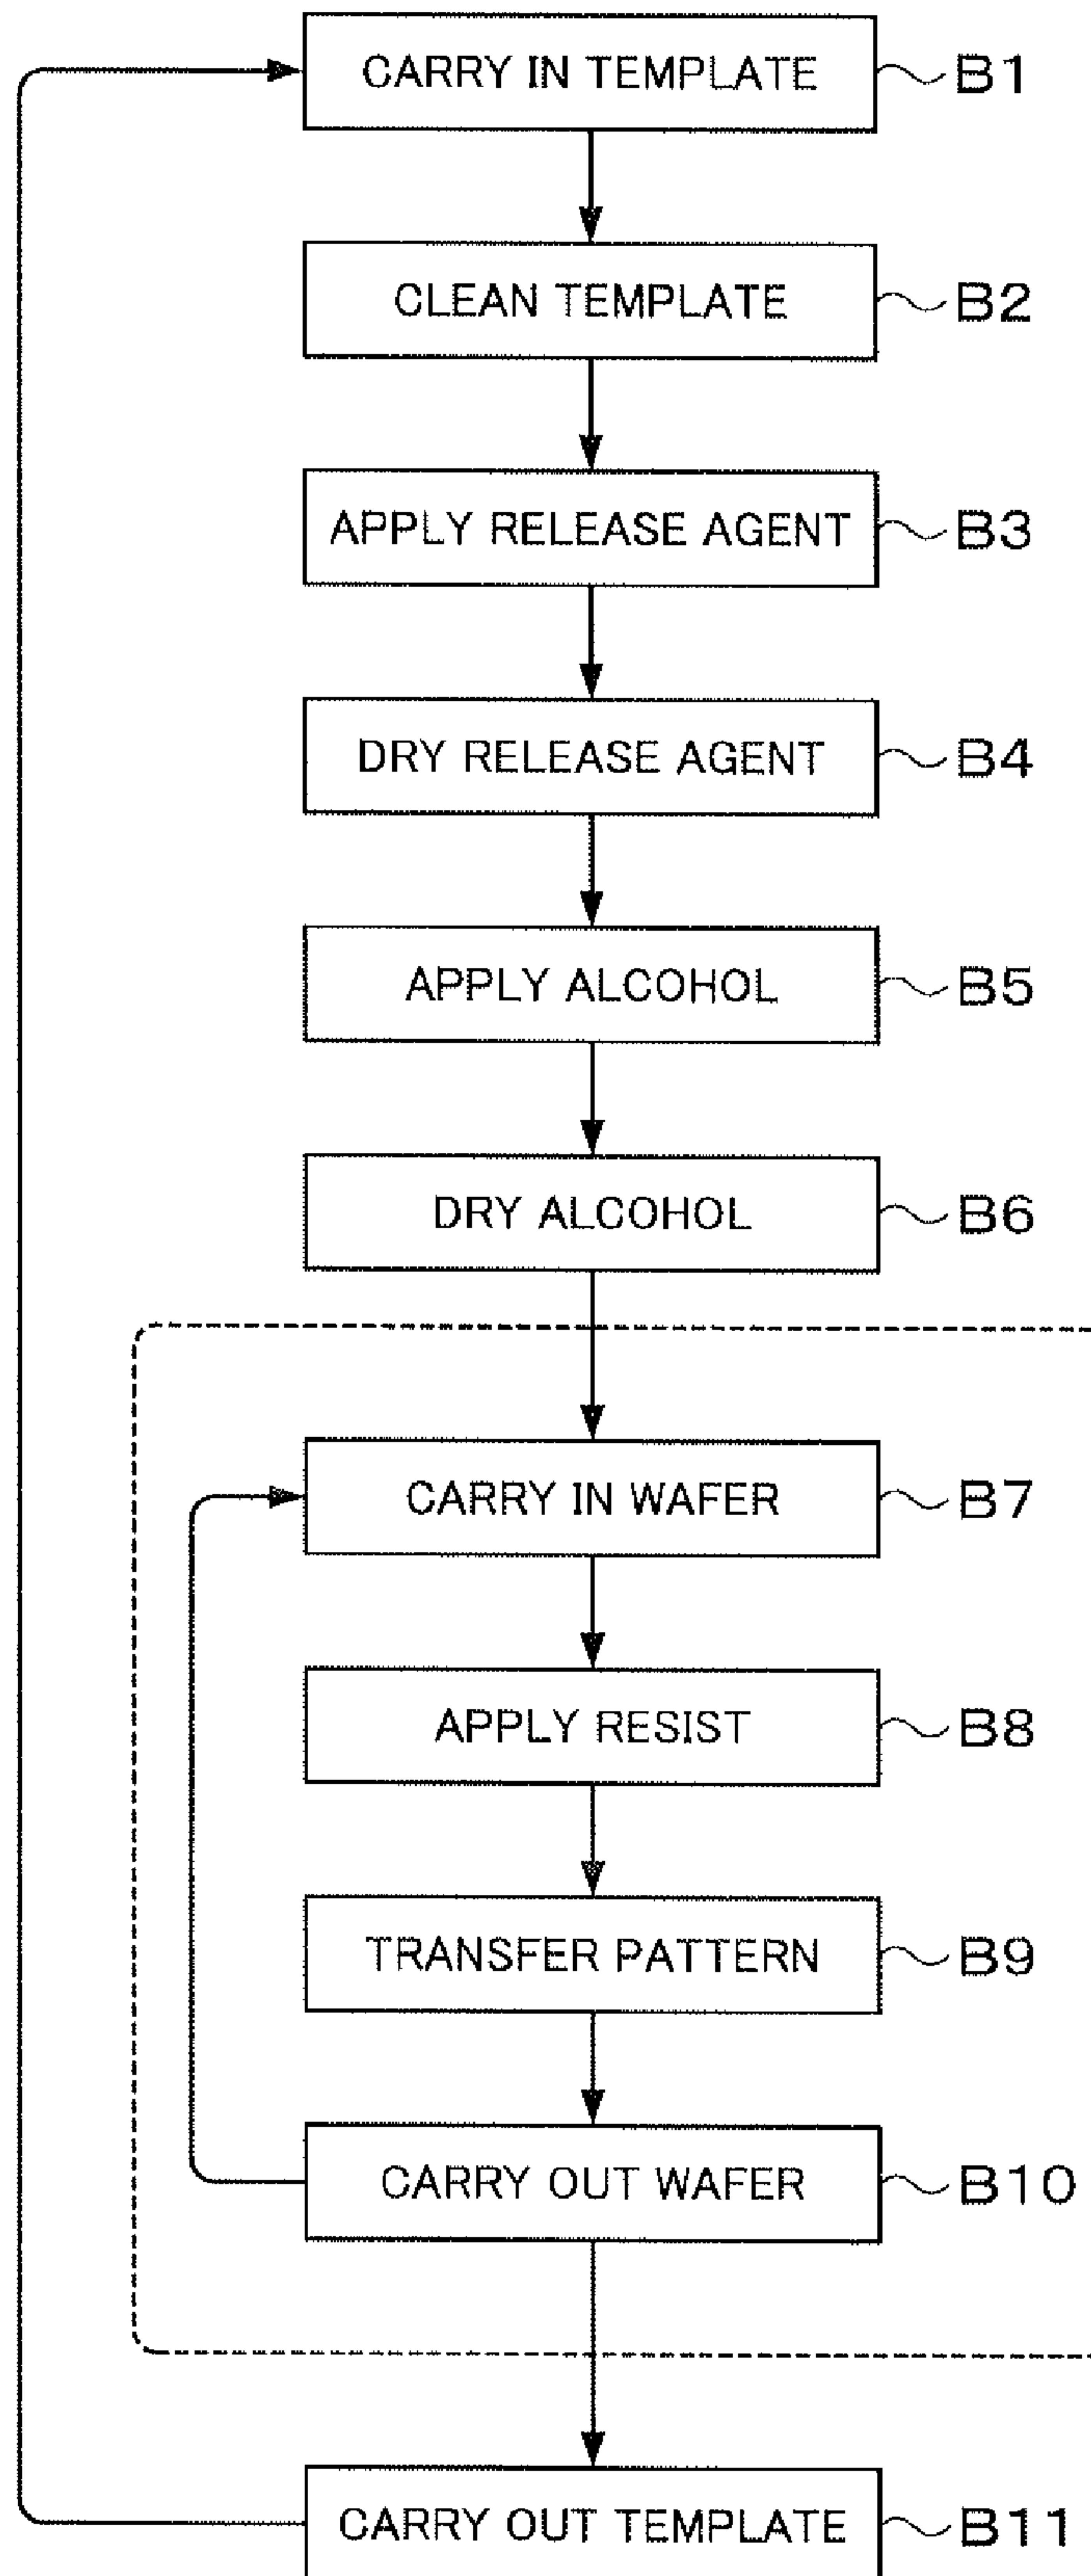 CARRY IN TEMPLATE B1
CLEAN TEMPLATE B2
APPLY RELEASE AGENT B3
DRY RELEASE AGENT B4
APPLY ALCOHOL B5
DRY ALCOHOL B6
CARRY IN WAFER B7
APPLY RESIST B8
TRANSFER PATTERN B9
CARRY OUT WAFER B10
CARRY OUT TEMPLATE B11